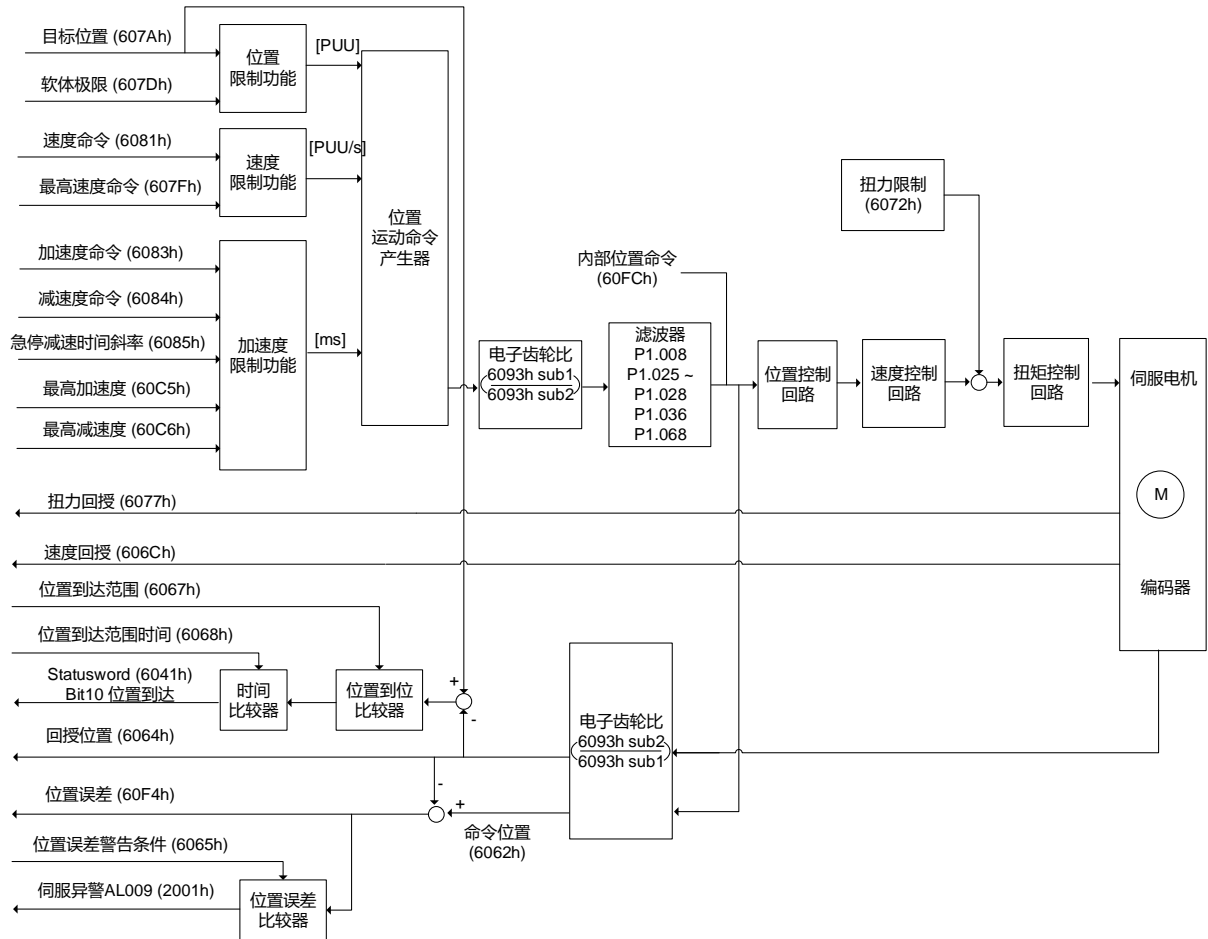 目标位置 (607Ah)
软体极限 (607Dh)
位置
限制功能
[PUU]
速度命令 (6081h)
最高速度命令 (607Fh)
速度
限制功能
[PUU/s]
加速度命令 (6083h)
减速度命令 (6084h)
急停减速时间斜率 (6085h)
最高加速度 (60C5h)
最高减速度 (60C6h)
加速度
限制功能
[ms]
位置
运动命令
产生器
电子齿轮比
6093h sub1
6093h sub2
内部位置命令
(60FCh)
滤波器
P1.008
P1.025 ~
P1.028
P1.036
P1.068
位置控制
回路
速度控制
回路
扭力限制
(6072h)
扭矩控制
回路
伺服电机
M
编码器
扭力回授 (6077h)
速度回授 (606Ch)
位置到达范围 (6067h)
位置到达范围时间 (6068h)
Statusword (6041h)
Bit10 位置到达
时间
比较器
位置到位
比较器
+
-
回授位置 (6064h)
电子齿轮比
6093h sub2
6093h sub1
-
+
位置误差 (60F4h)
命令位置
(6062h)
位置误差警告条件 (6065h)
伺服异警AL009 (2001h)
位置误差
比较器